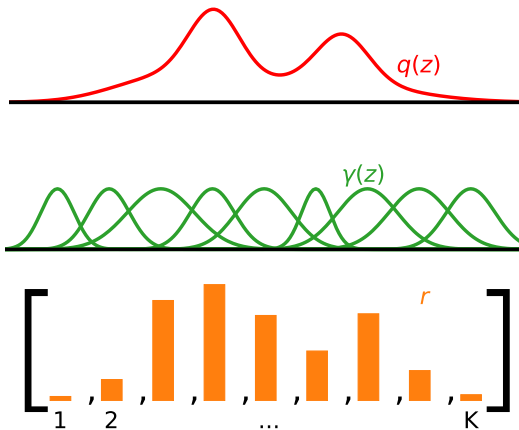 q(z)
γ(z)
r
[ , , , , , , , , ]
1 2 ... K